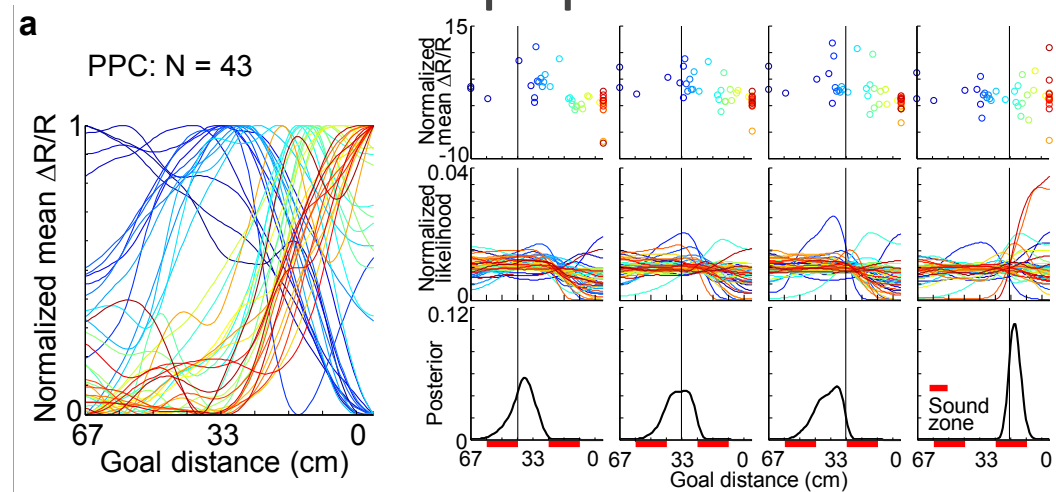 a
PPC: N = 43
Normalized mean ΔR/R
1
0
67
33
0
Goal distance (cm)
Normalized
mean ΔR/R
15
-10
Normalized
likelihood
0.04
0
Posterior
0.12
0
Sound
zone
67 33 0 67 33 0 67 33 0 67 33 0
Goal distance (cm)